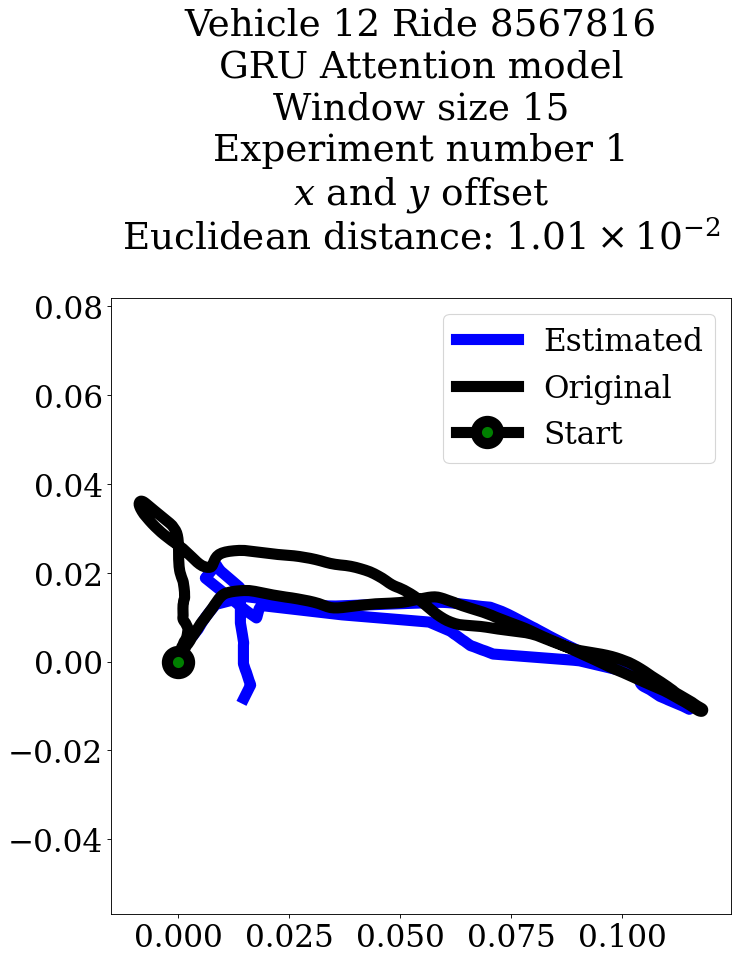 Vehicle 12 Ride 8567816
GRU Attention model
Window size 15
Experiment number 1
x and y offset
Euclidean distance: 1.01 × 10⁻²
0.08
Estimated
0.06
Original
Start
0.04
0.02
0.00
−0.02
−0.04
0.000 0.025 0.050 0.075 0.100